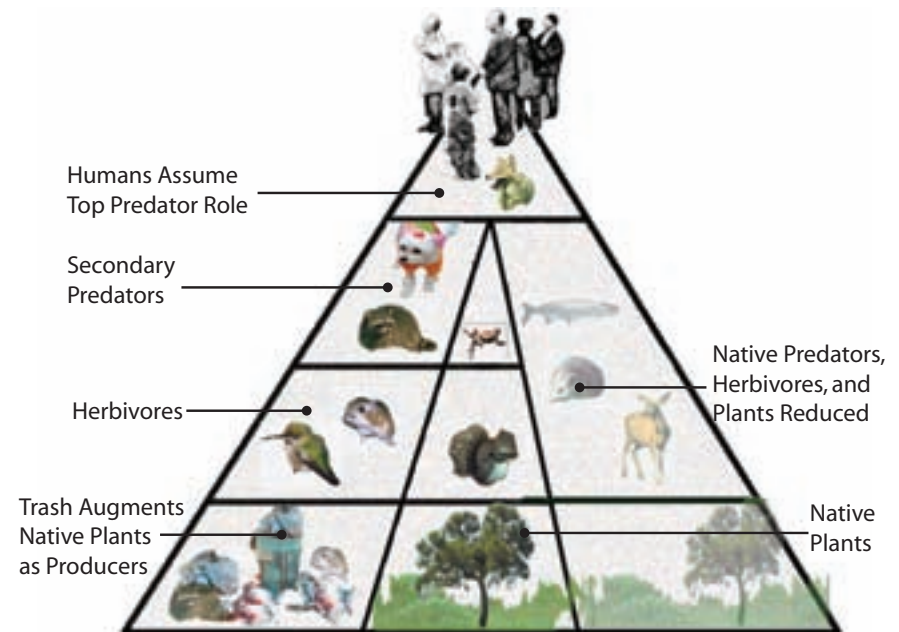 Humans Assume
Top Predator Role
Secondary
Predators
Native Predators,
Herbivores, and
Plants Reduced
Herbivores
Trash Augments
Native Plants
as Producers
Native
Plants